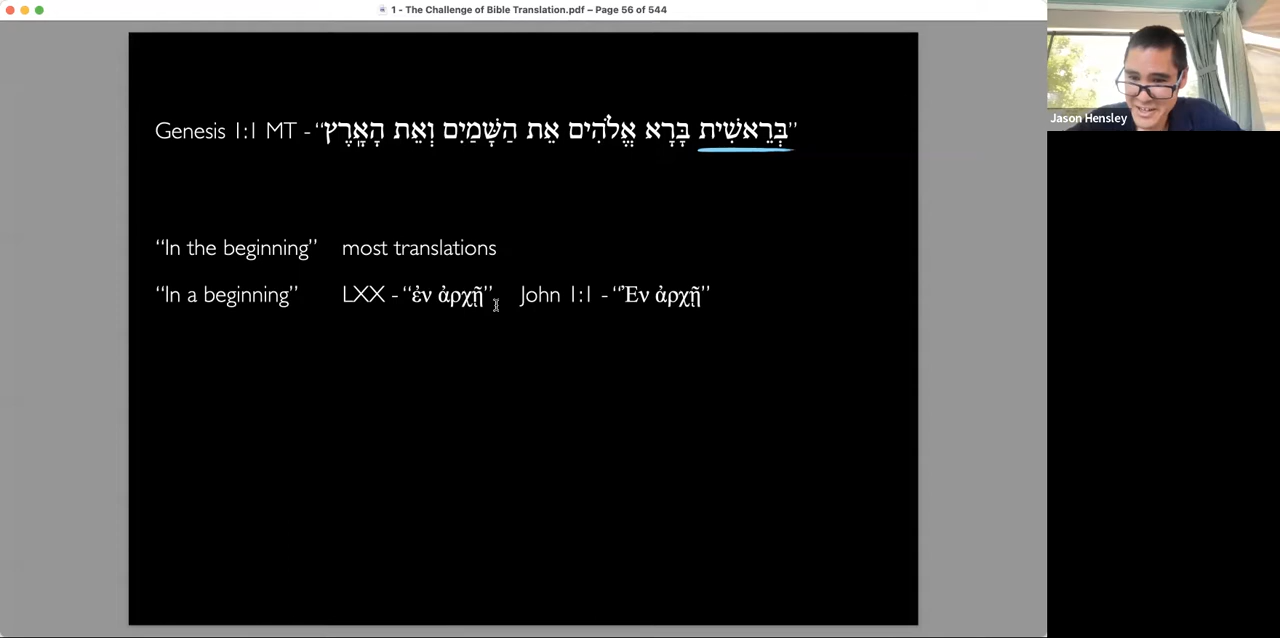 1 - The Challenge of Bible Translation.pdf – Page 56 of 544
Jason Hensley
Genesis 1:1 MT - “בְּרֵאשִׁית בָּרָא אֱלֹהִים אֵת הַשָּׁמַיִם וְאֵת הָאָרֶץ”
“In the beginning” most translations
“In a beginning” LXX - “ἐν ἀρχῇ” John 1:1 - “Ἐν ἀρχῇ”